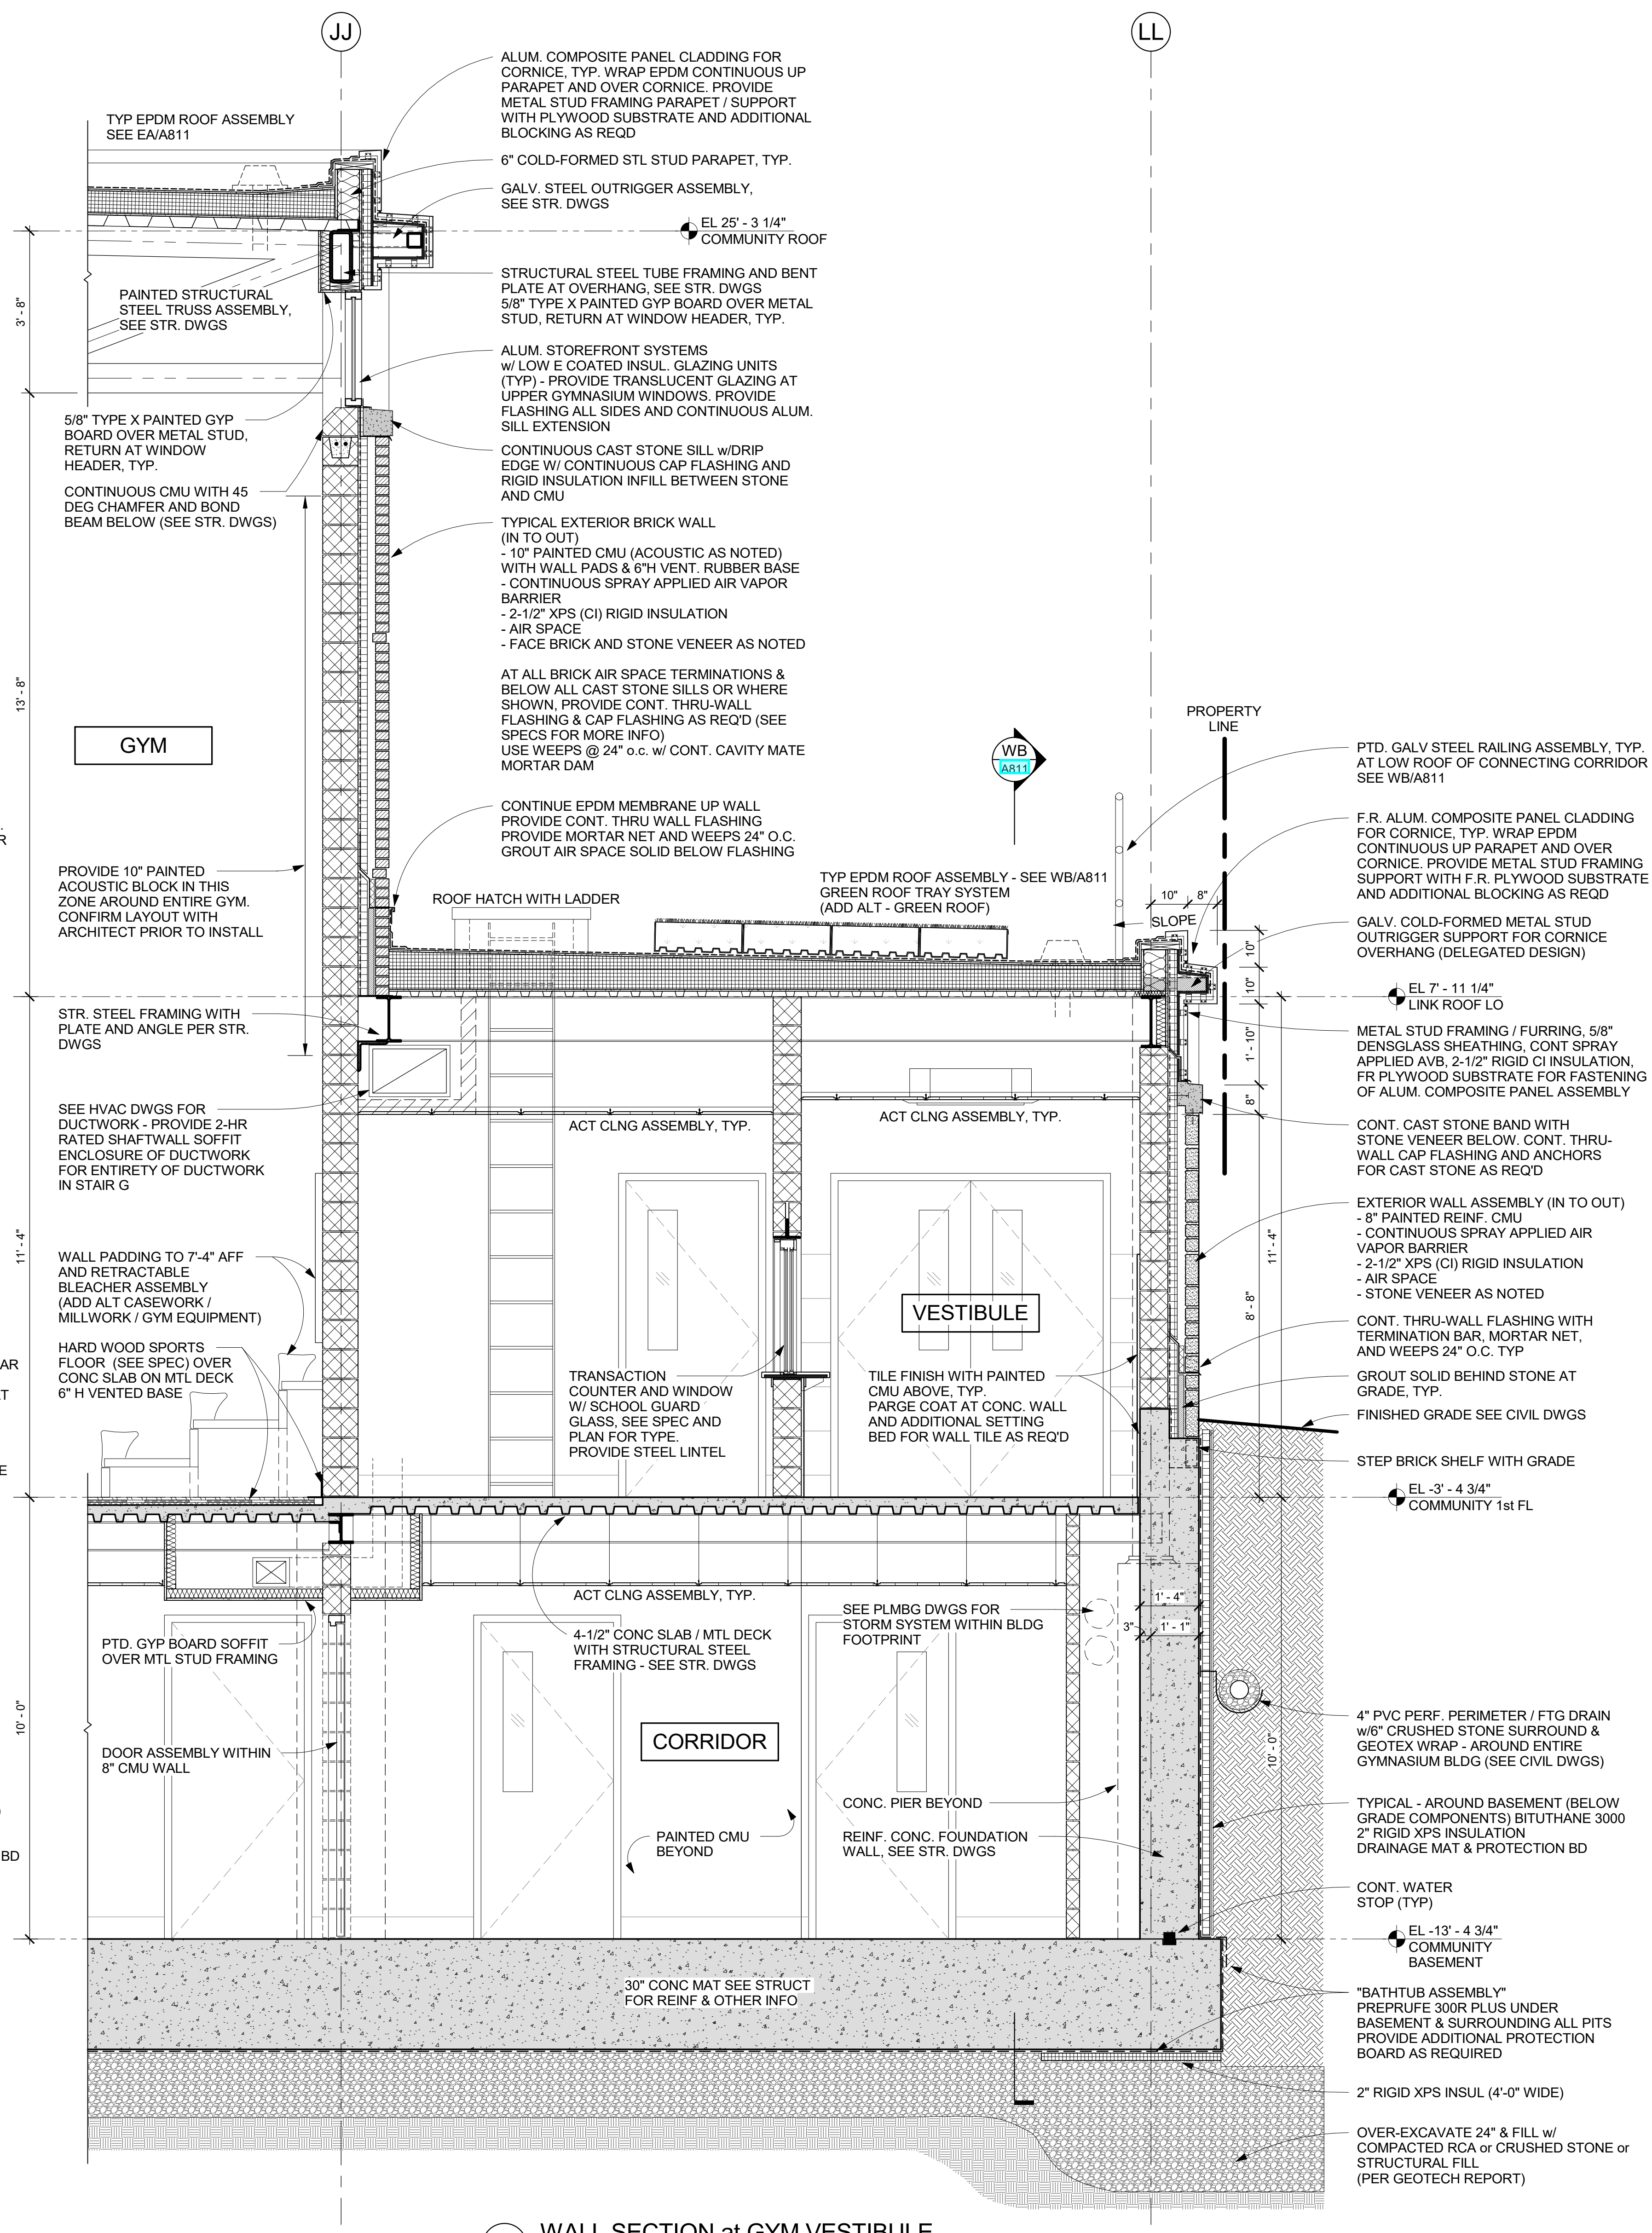 JJ
LL
ALUM. COMPOSITE PANEL CLADDING FOR
CORNICE, TYP. WRAP EPDM CONTINUOUS UP
PARAPET AND OVER CORNICE. PROVIDE
METAL STUD FRAMING PARAPET / SUPPORT
WITH PLYWOOD SUBSTRATE AND ADDITIONAL
BLOCKING AS REQD
TYP EPDM ROOF ASSEMBLY
SEE EA/A811
6" COLD-FORMED STL STUD PARAPET, TYP.
GALV. STEEL OUTRIGGER ASSEMBLY,
SEE STR. DWGS
EL 25' - 3 1/4"
COMMUNITY ROOF
STRUCTURAL STEEL TUBE FRAMING AND BENT
PLATE AT OVERHANG, SEE STR. DWGS
5/8" TYPE X PAINTED GYP BOARD OVER METAL
STUD, RETURN AT WINDOW HEADER, TYP.
PAINTED STRUCTURAL
STEEL TRUSS ASSEMBLY,
SEE STR. DWGS
3' - 8"
ALUM. STOREFRONT SYSTEMS
w/ LOW E COATED INSUL. GLAZING UNITS
(TYP) - PROVIDE TRANSLUCENT GLAZING AT
UPPER GYMNASIUM WINDOWS. PROVIDE
FLASHING ALL SIDES AND CONTINUOUS ALUM.
SILL EXTENSION
5/8" TYPE X PAINTED GYP
BOARD OVER METAL STUD,
RETURN AT WINDOW
HEADER, TYP.
CONTINUOUS CMU WITH 45
DEG CHAMFER AND BOND
BEAM BELOW (SEE STR. DWGS)
CONTINUOUS CAST STONE SILL w/DRIP
EDGE W/ CONTINUOUS CAP FLASHING AND
RIGID INSULATION INFILL BETWEEN STONE
AND CMU
TYPICAL EXTERIOR BRICK WALL
(IN TO OUT)
- 10" PAINTED CMU (ACOUSTIC AS NOTED)
WITH WALL PADS & 6"H VENT. RUBBER BASE
- CONTINUOUS SPRAY APPLIED AIR VAPOR
BARRIER
- 2-1/2" XPS (CI) RIGID INSULATION
- AIR SPACE
- FACE BRICK AND STONE VENEER AS NOTED
AT ALL BRICK AIR SPACE TERMINATIONS &
BELOW ALL CAST STONE SILLS OR WHERE
SHOWN, PROVIDE CONT. THRU-WALL
FLASHING & CAP FLASHING AS REQ'D (SEE
SPECS FOR MORE INFO)
USE WEEPS @ 24" o.c. w/ CONT. CAVITY MATE
MORTAR DAM
13' - 8"
GYM
WB
A811
PROPERTY
LINE
PTD. GALV STEEL RAILING ASSEMBLY, TYP.
AT LOW ROOF OF CONNECTING CORRIDOR
SEE WB/A811
CONTINUE EPDM MEMBRANE UP WALL
PROVIDE CONT. THRU WALL FLASHING
PROVIDE MORTAR NET AND WEEPS 24" O.C.
GROUT AIR SPACE SOLID BELOW FLASHING
F.R. ALUM. COMPOSITE PANEL CLADDING
FOR CORNICE, TYP. WRAP EPDM
CONTINUOUS UP PARAPET AND OVER
CORNICE. PROVIDE METAL STUD FRAMING
SUPPORT WITH F.R. PLYWOOD SUBSTRATE
AND ADDITIONAL BLOCKING AS REQD
R
PROVIDE 10" PAINTED
ACOUSTIC BLOCK IN THIS
ZONE AROUND ENTIRE GYM.
CONFIRM LAYOUT WITH
ARCHITECT PRIOR TO INSTALL
ROOF HATCH WITH LADDER
TYP EPDM ROOF ASSEMBLY - SEE WB/A811
GREEN ROOF TRAY SYSTEM
(ADD ALT - GREEN ROOF)
10"
8"
SLOPE
10"
10"
1' - 10"
8"
GALV. COLD-FORMED METAL STUD
OUTRIGGER SUPPORT FOR CORNICE
OVERHANG (DELEGATED DESIGN)
EL 7' - 11 1/4"
LINK ROOF LO
STR. STEEL FRAMING WITH
PLATE AND ANGLE PER STR.
DWGS
METAL STUD FRAMING / FURRING, 5/8"
DENSGLASS SHEATHING, CONT SPRAY
APPLIED AVB, 2-1/2" RIGID CI INSULATION,
FR PLYWOOD SUBSTRATE FOR FASTENING
OF ALUM. COMPOSITE PANEL ASSEMBLY
SEE HVAC DWGS FOR
DUCTWORK - PROVIDE 2-HR
RATED SHAFTWALL SOFFIT
ENCLOSURE OF DUCTWORK
FOR ENTIRETY OF DUCTWORK
IN STAIR G
ACT CLNG ASSEMBLY, TYP.
ACT CLNG ASSEMBLY, TYP.
CONT. CAST STONE BAND WITH
STONE VENEER BELOW. CONT. THRU-
WALL CAP FLASHING AND ANCHORS
FOR CAST STONE AS REQ'D
EXTERIOR WALL ASSEMBLY (IN TO OUT)
- 8" PAINTED REINF. CMU
- CONTINUOUS SPRAY APPLIED AIR
VAPOR BARRIER
- 2-1/2" XPS (CI) RIGID INSULATION
- AIR SPACE
- STONE VENEER AS NOTED
11' - 4"
11' - 4"
8' - 8"
WALL PADDING TO 7'-4" AFF
AND RETRACTABLE
BLEACHER ASSEMBLY
(ADD ALT CASEWORK /
MILLWORK / GYM EQUIPMENT)
VESTIBULE
CONT. THRU-WALL FLASHING WITH
TERMINATION BAR, MORTAR NET,
AND WEEPS 24" O.C. TYP
AR
T
HARD WOOD SPORTS
FLOOR (SEE SPEC) OVER
CONC SLAB ON MTL DECK
6" H VENTED BASE
TRANSACTION
COUNTER AND WINDOW
W/ SCHOOL GUARD
GLASS, SEE SPEC AND
PLAN FOR TYPE.
PROVIDE STEEL LINTEL
TILE FINISH WITH PAINTED
CMU ABOVE, TYP.
PARGE COAT AT CONC. WALL
AND ADDITIONAL SETTING
BED FOR WALL TILE AS REQ'D
GROUT SOLID BEHIND STONE AT
GRADE, TYP.
FINISHED GRADE SEE CIVIL DWGS
E
STEP BRICK SHELF WITH GRADE
EL -3' - 4 3/4"
COMMUNITY 1st FL
ACT CLNG ASSEMBLY, TYP.
PTD. GYP BOARD SOFFIT
OVER MTL STUD FRAMING
4-1/2" CONC SLAB / MTL DECK
WITH STRUCTURAL STEEL
FRAMING - SEE STR. DWGS
SEE PLMBG DWGS FOR
STORM SYSTEM WITHIN BLDG
FOOTPRINT
1' - 4"
3"
1' - 1"
10' - 0"
10' - 0"
CORRIDOR
DOOR ASSEMBLY WITHIN
8" CMU WALL
4" PVC PERF. PERIMETER / FTG DRAIN
w/6" CRUSHED STONE SURROUND &
GEOTEX WRAP - AROUND ENTIRE
GYMNASIUM BLDG (SEE CIVIL DWGS)
CONC. PIER BEYOND
PAINTED CMU
BEYOND
REINF. CONC. FOUNDATION
WALL, SEE STR. DWGS
BD
TYPICAL - AROUND BASEMENT (BELOW
GRADE COMPONENTS) BITUTHANE 3000
2" RIGID XPS INSULATION
DRAINAGE MAT & PROTECTION BD
CONT. WATER
STOP (TYP)
EL -13' - 4 3/4"
COMMUNITY
BASEMENT
30" CONC MAT SEE STRUCT
FOR REINF & OTHER INFO
"BATHTUB ASSEMBLY"
PREPRUFE 300R PLUS UNDER
BASEMENT & SURROUNDING ALL PITS
PROVIDE ADDITIONAL PROTECTION
BOARD AS REQUIRED
2" RIGID XPS INSUL (4'-0" WIDE)
OVER-EXCAVATE 24" & FILL w/
COMPACTED RCA or CRUSHED STONE or
STRUCTURAL FILL
(PER GEOTECH REPORT)
WALL SECTION at GYM VESTIBULE